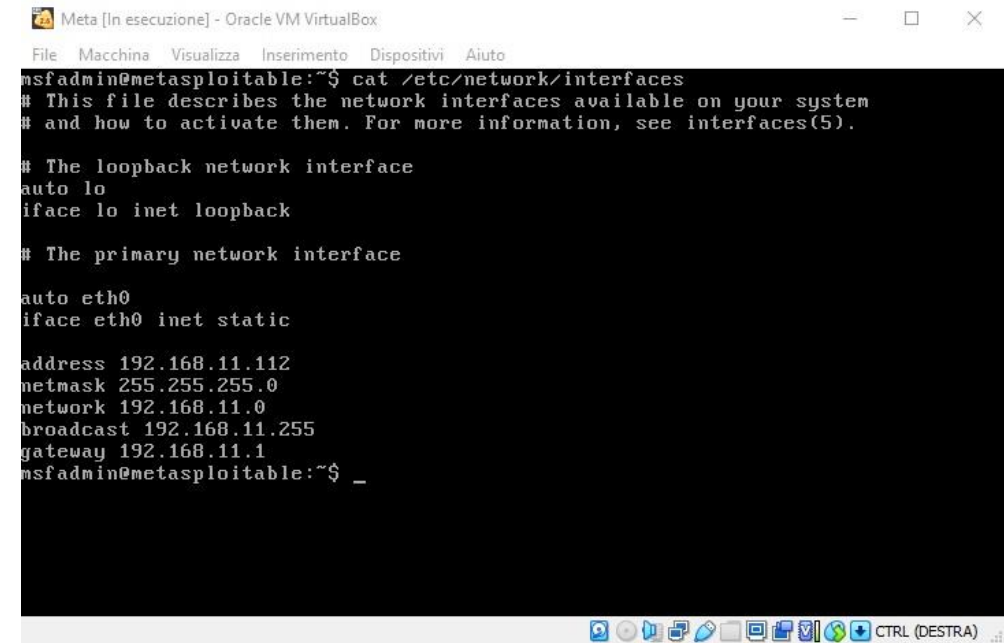 Meta [In esecuzione] - Oracle VM VirtualBox
File Macchina Visualizza Inserimento Dispositivi Aiuto
msfadmin@metasploitable:~$ cat /etc/network/interfaces
# This file describes the network interfaces available on your system
# and how to activate them. For more information, see interfaces(5).
# The loopback network interface
auto lo
iface lo inet loopback
# The primary network interface
auto eth0
iface eth0 inet static
address 192.168.11.112
netmask 255.255.255.0
network 192.168.11.0
broadcast 192.168.11.255
gateway 192.168.11.1
msfadmin@metasploitable:~$ _
CTRL (DESTRA)